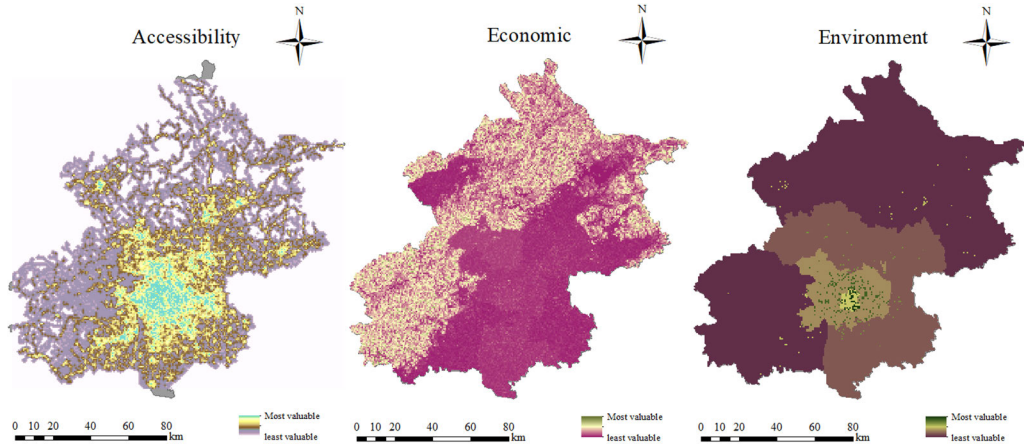 Accessibility
N
Most valuable
least valuable
0 10 20 40 60 80
km
Economic
N
Most valuable
least valuable
0 10 20 40 60 80
km
Environment
N
Most valuable
least valuable
0 10 20 40 60 80
km